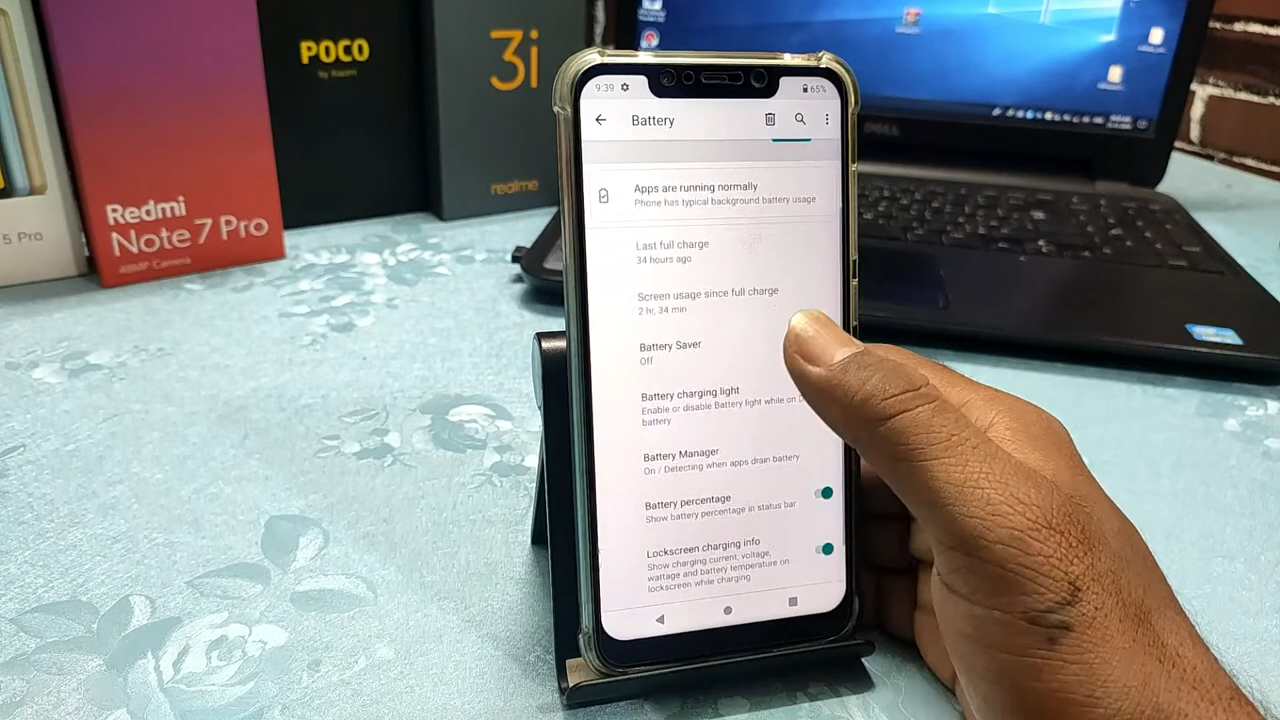 5 Pro
Redmi
Note 7 Pro
48MP Camera
POCO
by Xiaomi
3i
realme
DELL
9:39
65%
Battery
Apps are running normally
Phone has typical background battery usage
Last full charge
34 hours ago
Screen usage since full charge
2 hr, 34 min
Battery Saver
Off
Battery charging light
Enable or disable Battery light while on
battery
Battery Manager
On / Detecting when apps drain battery
Battery percentage
Show battery percentage in status bar
Lockscreen charging info
Show charging current, voltage,
wattage and battery temperature on
lockscreen while charging